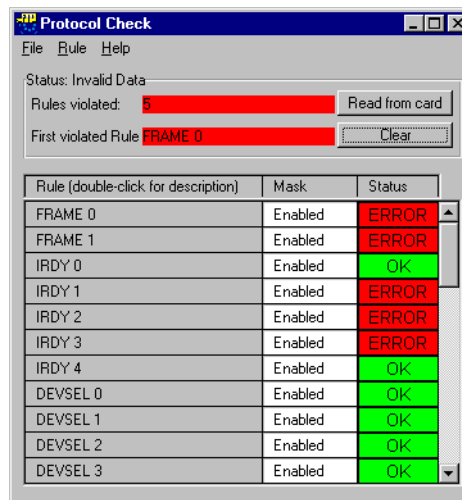 Protocol Check
File Rule Help
Status: Invalid Data
Rules violated: 5 Read from card
First violated Rule FRAME 0 Clear
Rule (double-click for description) Mask Status
FRAME 0 Enabled ERROR
FRAME 1 Enabled ERROR
IRDY 0 Enabled OK
IRDY 1 Enabled ERROR
IRDY 2 Enabled ERROR
IRDY 3 Enabled ERROR
IRDY 4 Enabled OK
DEVSEL 0 Enabled OK
DEVSEL 1 Enabled OK
DEVSEL 2 Enabled OK
DEVSEL 3 Enabled OK